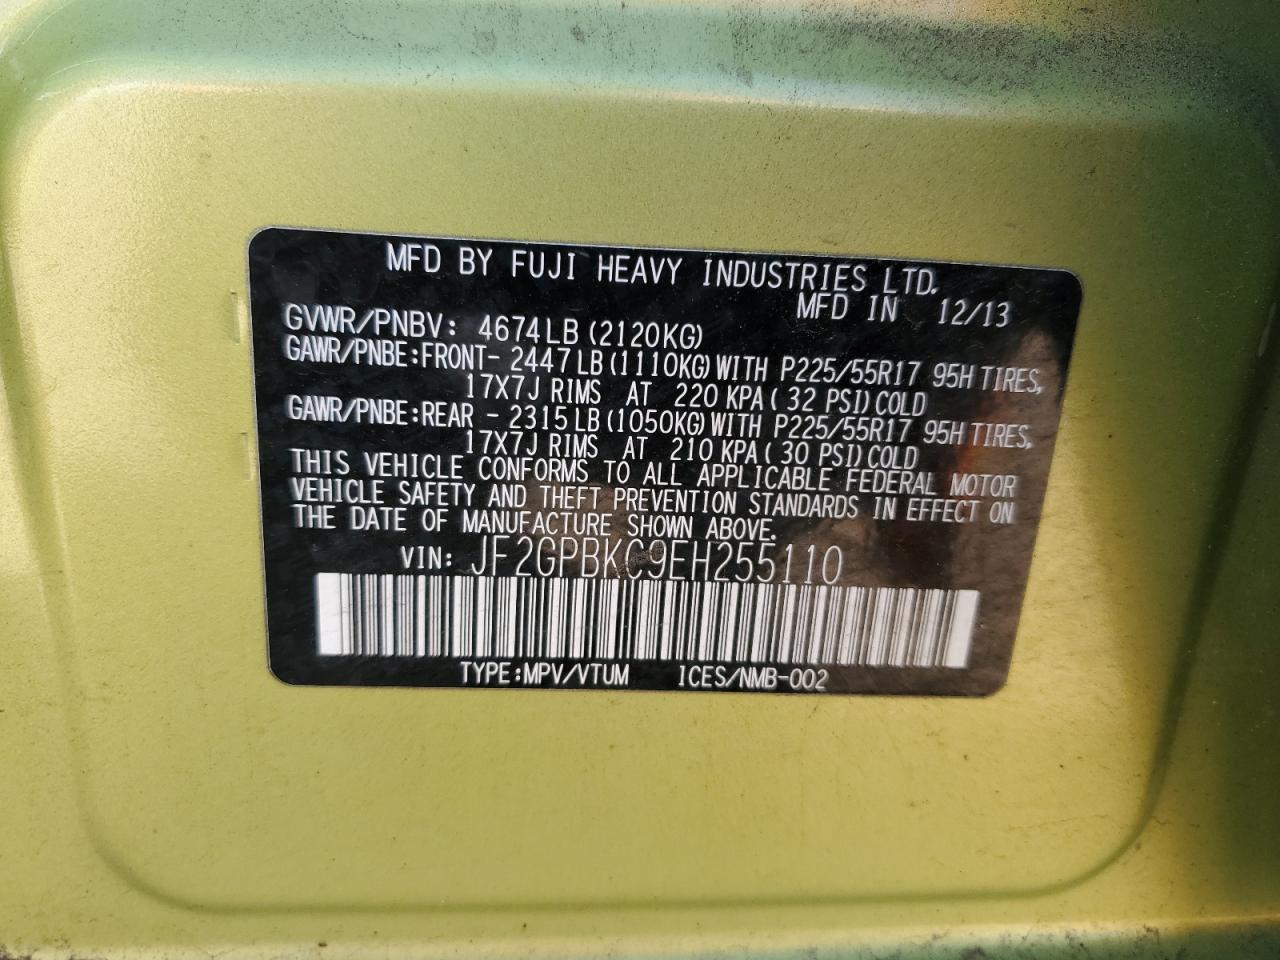 MFD BY FUJI HEAVY INDUSTRIES LTD.
MFD IN 12/13
GVWR/PNBV: 4674LB (2120KG)
GAWR/PNBE:FRONT- 2447LB(1110KG)WITH P225/55R17 95H TIRES,
17X7J RIMS AT 220 KPA( 32 PSI)COLD
GAWR/PNBE:REAR - 2315LB(1050KG)WITH P225/55R17 95H TIRES,
17X7J RIMS AT 210 KPA( 30 PSI)COLD
THIS VEHICLE CONFORMS TO ALL APPLICABLE FEDERAL MOTOR
VEHICLE SAFETY AND THEFT PREVENTION STANDARDS IN EFFECT ON
THE DATE OF MANUFACTURE SHOWN ABOVE.
VIN: JF2GPBKC9EH255110
TYPE:MPV/VTUM ICES/NMB-002